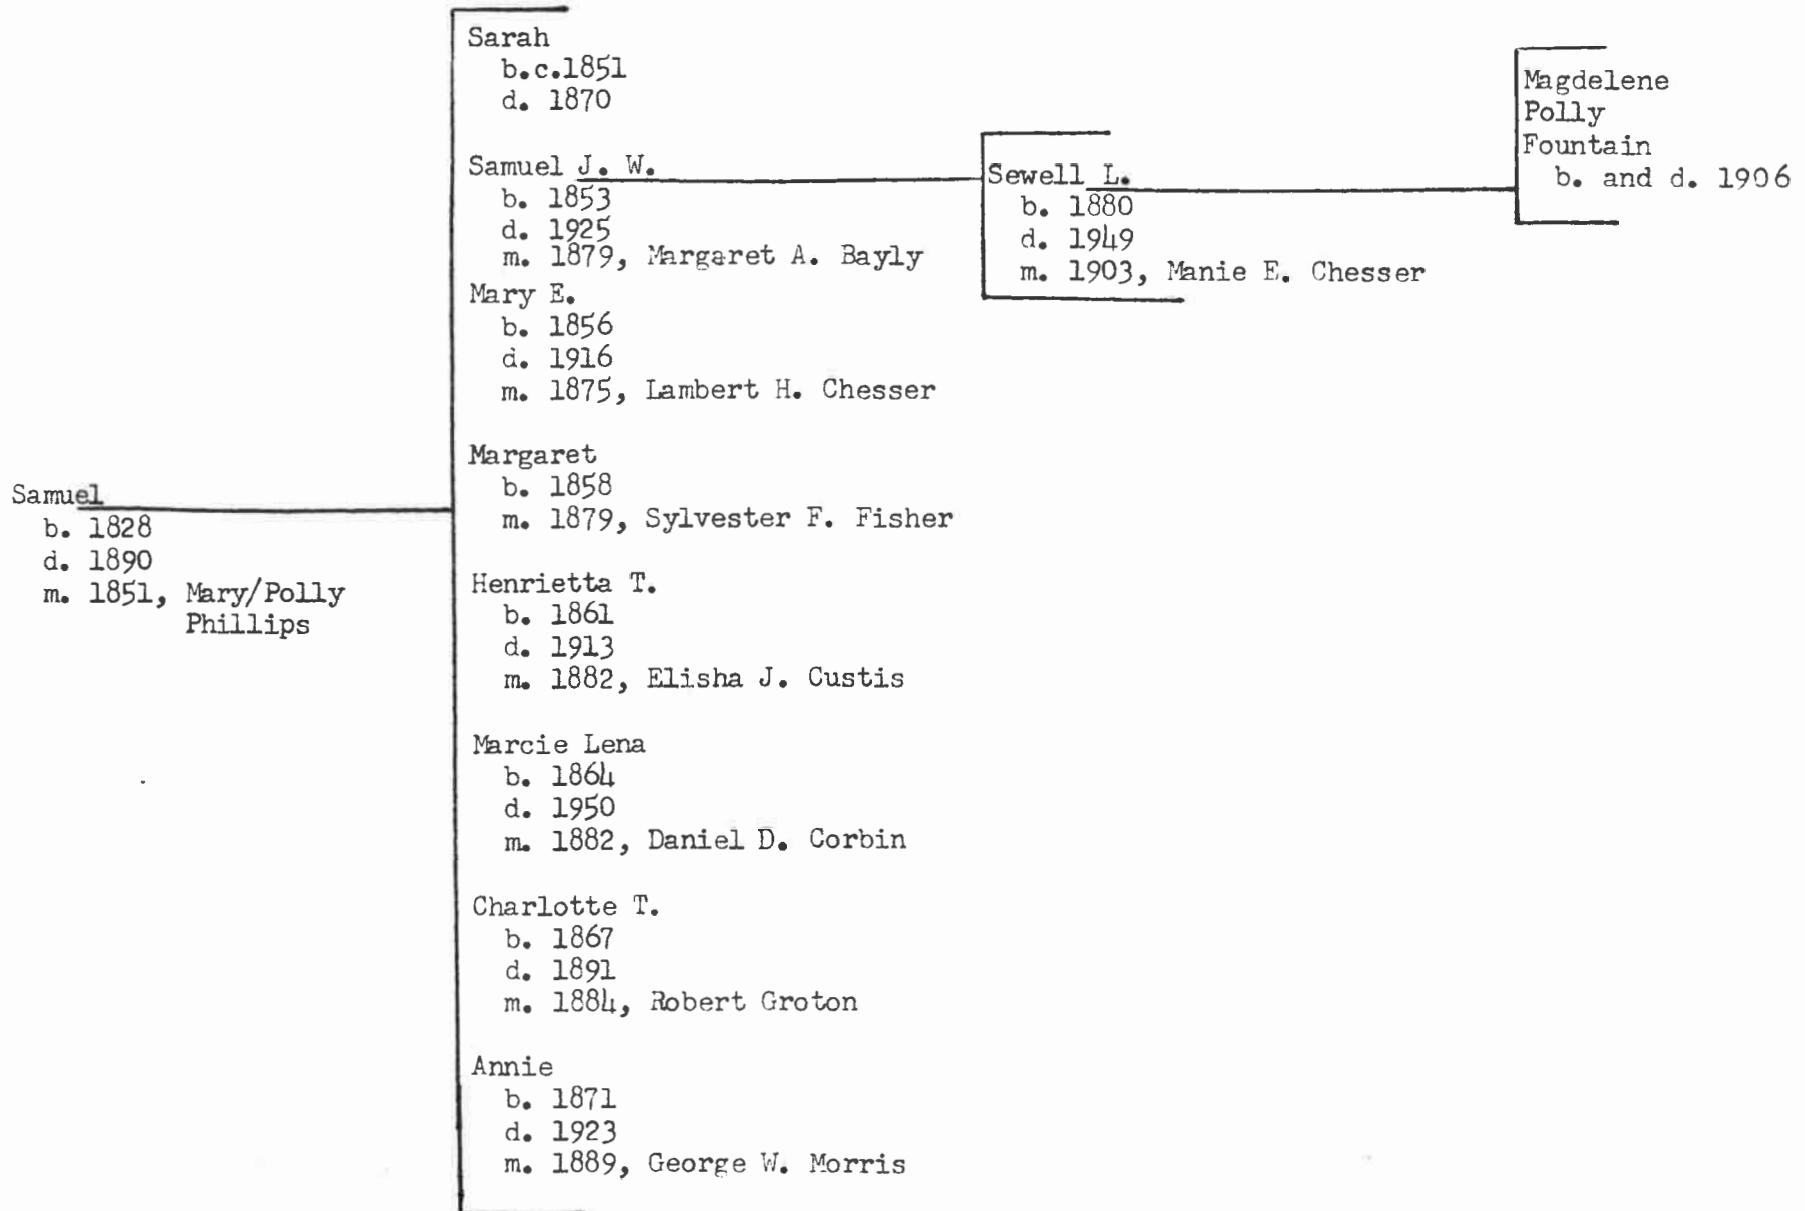 Samuel
b. 1828
d. 1890
m. 1851, Mary/Polly
Phillips
Sarah
b.c.1851
d. 1870
Samuel J. W.
b. 1853
d. 1925
m. 1879, Margaret A. Bayly
Mary E.
b. 1856
d. 1916
m. 1875, Lambert H. Chesser
Margaret
b. 1858
m. 1879, Sylvester F. Fisher
Henrietta T.
b. 1861
d. 1913
m. 1882, Elisha J. Custis
Marcie Lena
b. 1864
d. 1950
m. 1882, Daniel D. Corbin
Charlotte T.
b. 1867
d. 1891
m. 1884, Robert Groton
Annie
b. 1871
d. 1923
m. 1889, George W. Morris
Sewell L.
b. 1880
d. 1949
m. 1903, Manie E. Chesser
Magdelene
Polly
Fountain
b. and d. 1906